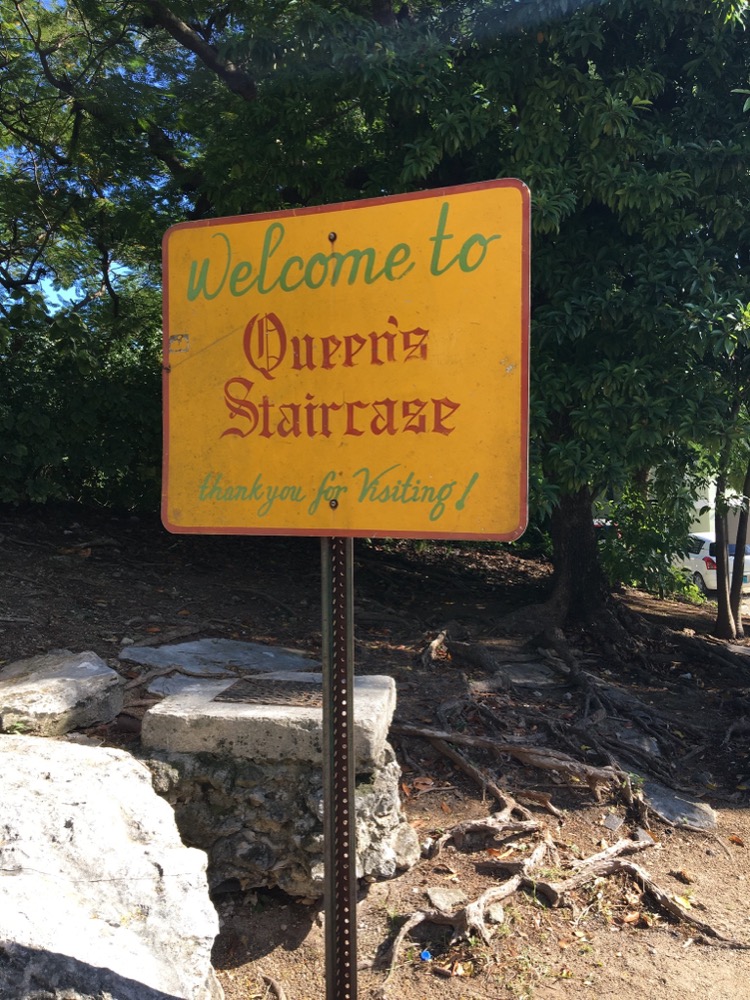 Welcome to
Queen's
Staircase
thank you for Visiting!